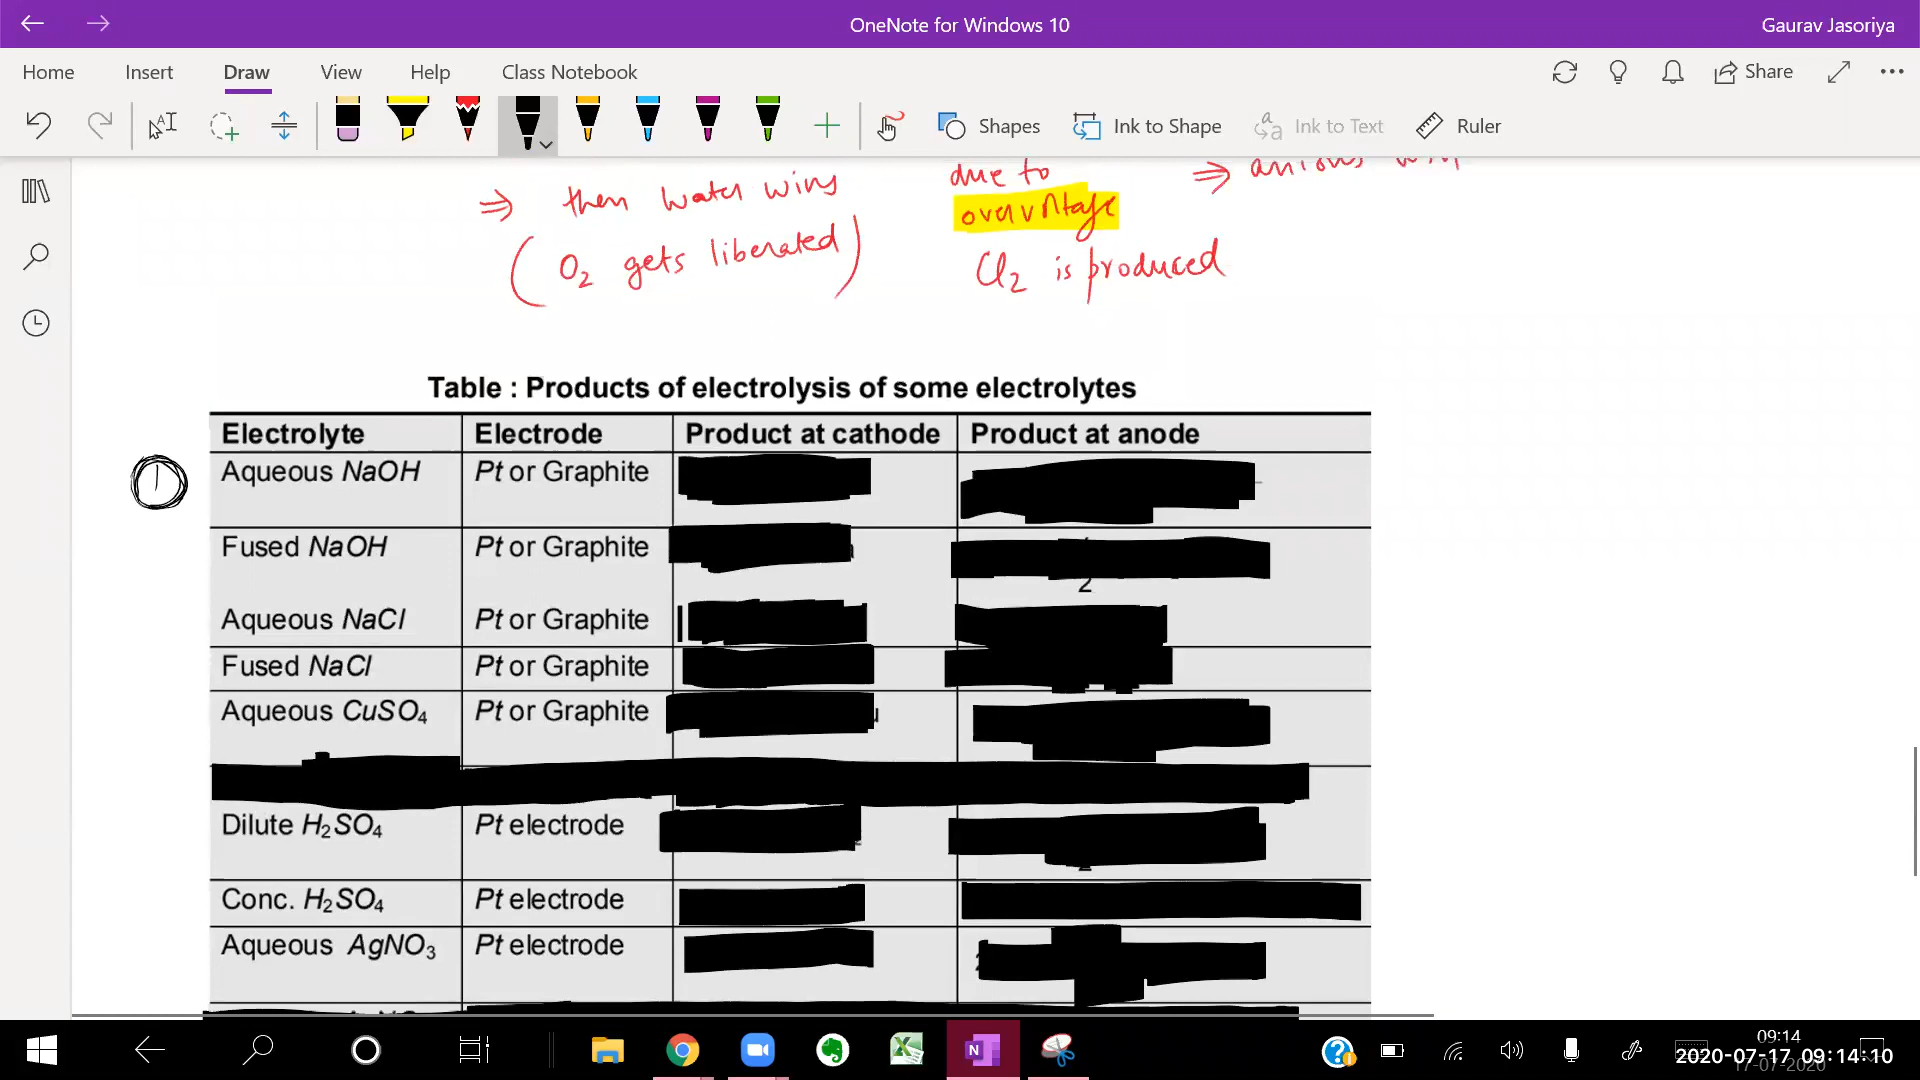 OneNote for Windows 10
Gaurav Jasoriya
Home Insert Draw View Help Class Notebook Share
Shapes Ink to Shape Ink to Text Ruler
⇒ then water wins
(O₂ gets liberated)
due to
overvoltage
Cl₂ is produced
⇒ anions
Table : Products of electrolysis of some electrolytes
Electrolyte Electrode Product at cathode Product at anode
1 Aqueous NaOH Pt or Graphite
Fused NaOH Pt or Graphite
2
Aqueous NaCl Pt or Graphite
Fused NaCl Pt or Graphite
Aqueous CuSO₄ Pt or Graphite
Dilute H₂SO₄ Pt electrode
Conc. H₂SO₄ Pt electrode
Aqueous AgNO₃ Pt electrode
09:14
2020-07-17 09:14:10
17-07-2020